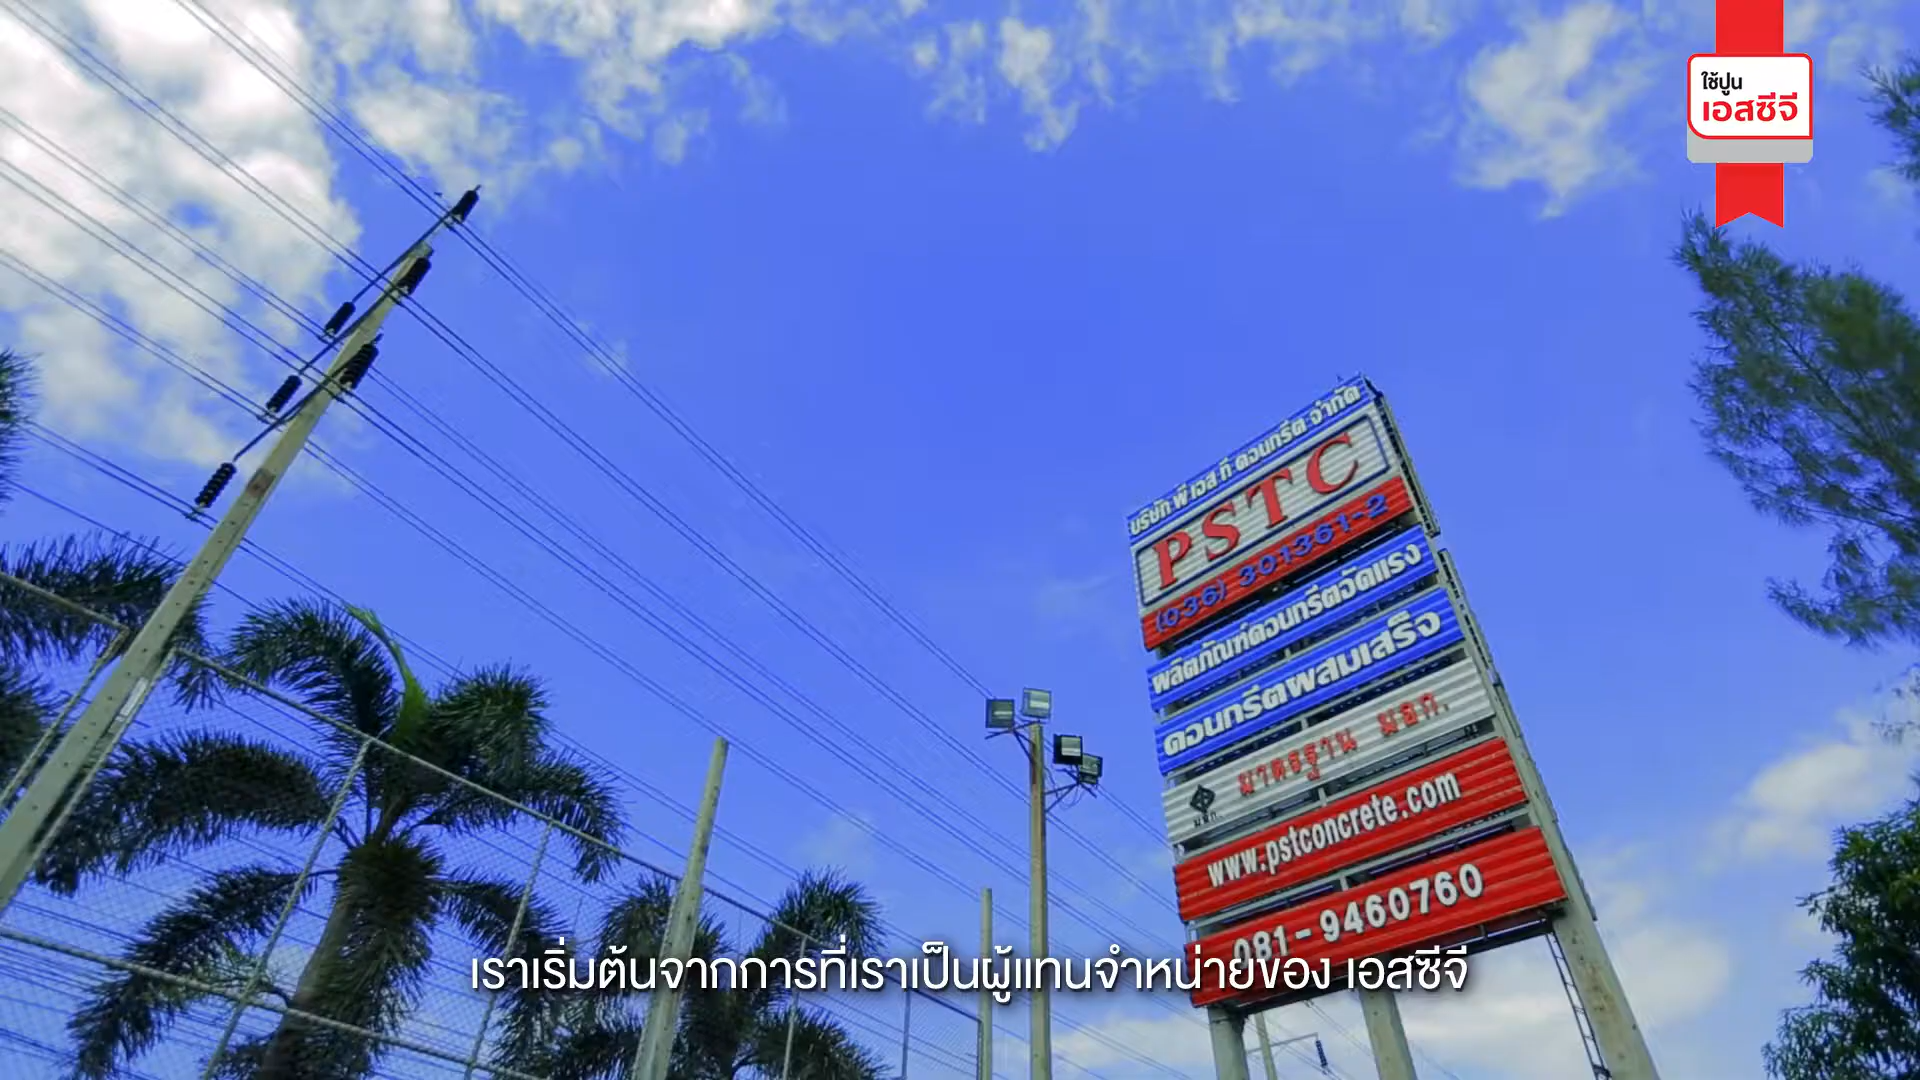 ใช้ปูน
เอสซีจี
บริษัท พี เอส ที คอนกรีต จำกัด
PSTC
(036) 301361-2
ผลิตภัณฑ์คอนกรีตอัดแรง
คอนกรีตผสมเสร็จ
มาตรฐาน มอก.
มอก.
www.pstconcrete.com
081-9460760
เราเริ่มต้นจากการที่เราเป็นผู้แทนจำหน่ายของ เอสซีจี